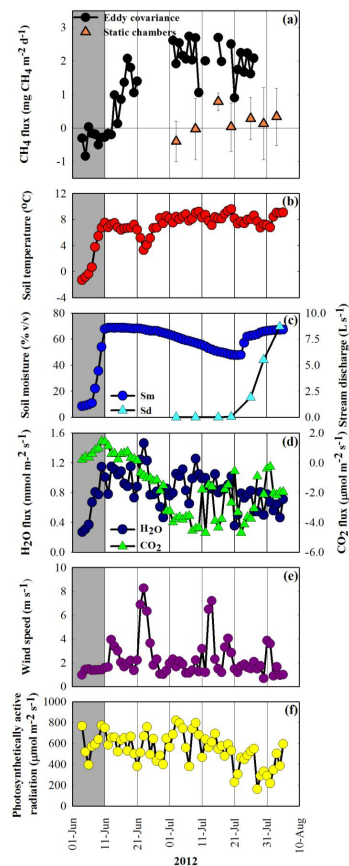 Eddy covariance
Static chambers
(a)
CH4 flux (mg CH4 m-2 d-1)
4
3
2
1
0
-1
(b)
Soil temperature (°C)
16
12
8
4
0
-4
(c)
Soil moisture (% v/v)
80
60
40
20
0
Sm
Sd
Stream discharge (L s-1)
10.0
7.5
5.0
2.5
0.0
(d)
H2O flux (mmol m-2 s-1)
1.6
1.2
0.8
0.4
0.0
H2O
CO2
CO2 flux (µmol m-2 s-1)
2.0
0.0
-2.0
-4.0
-6.0
(e)
Wind speed (m s-1)
10
8
6
4
2
0
(f)
Photosynthetically active
radiation (µmol m-2 s-1)
1000
800
600
400
200
0
01-Jun
11-Jun
21-Jun
01-Jul
11-Jul
21-Jul
31-Jul
10-Aug
2012